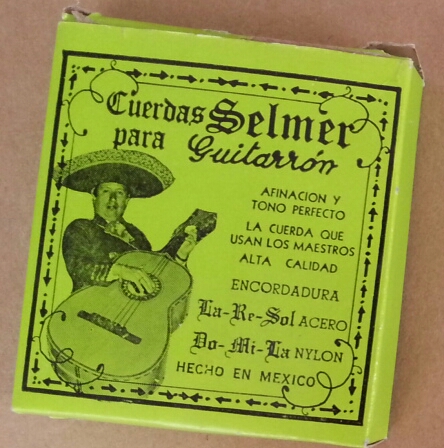 Cuerdas Selmer
para Guitarrón
AFINACION Y
TONO PERFECTO
LA CUERDA QUE
USAN LOS MAESTROS
ALTA CALIDAD
ENCORDADURA
La-Re-Sol ACERO
Do-Mi-La NYLON
HECHO EN MEXICO